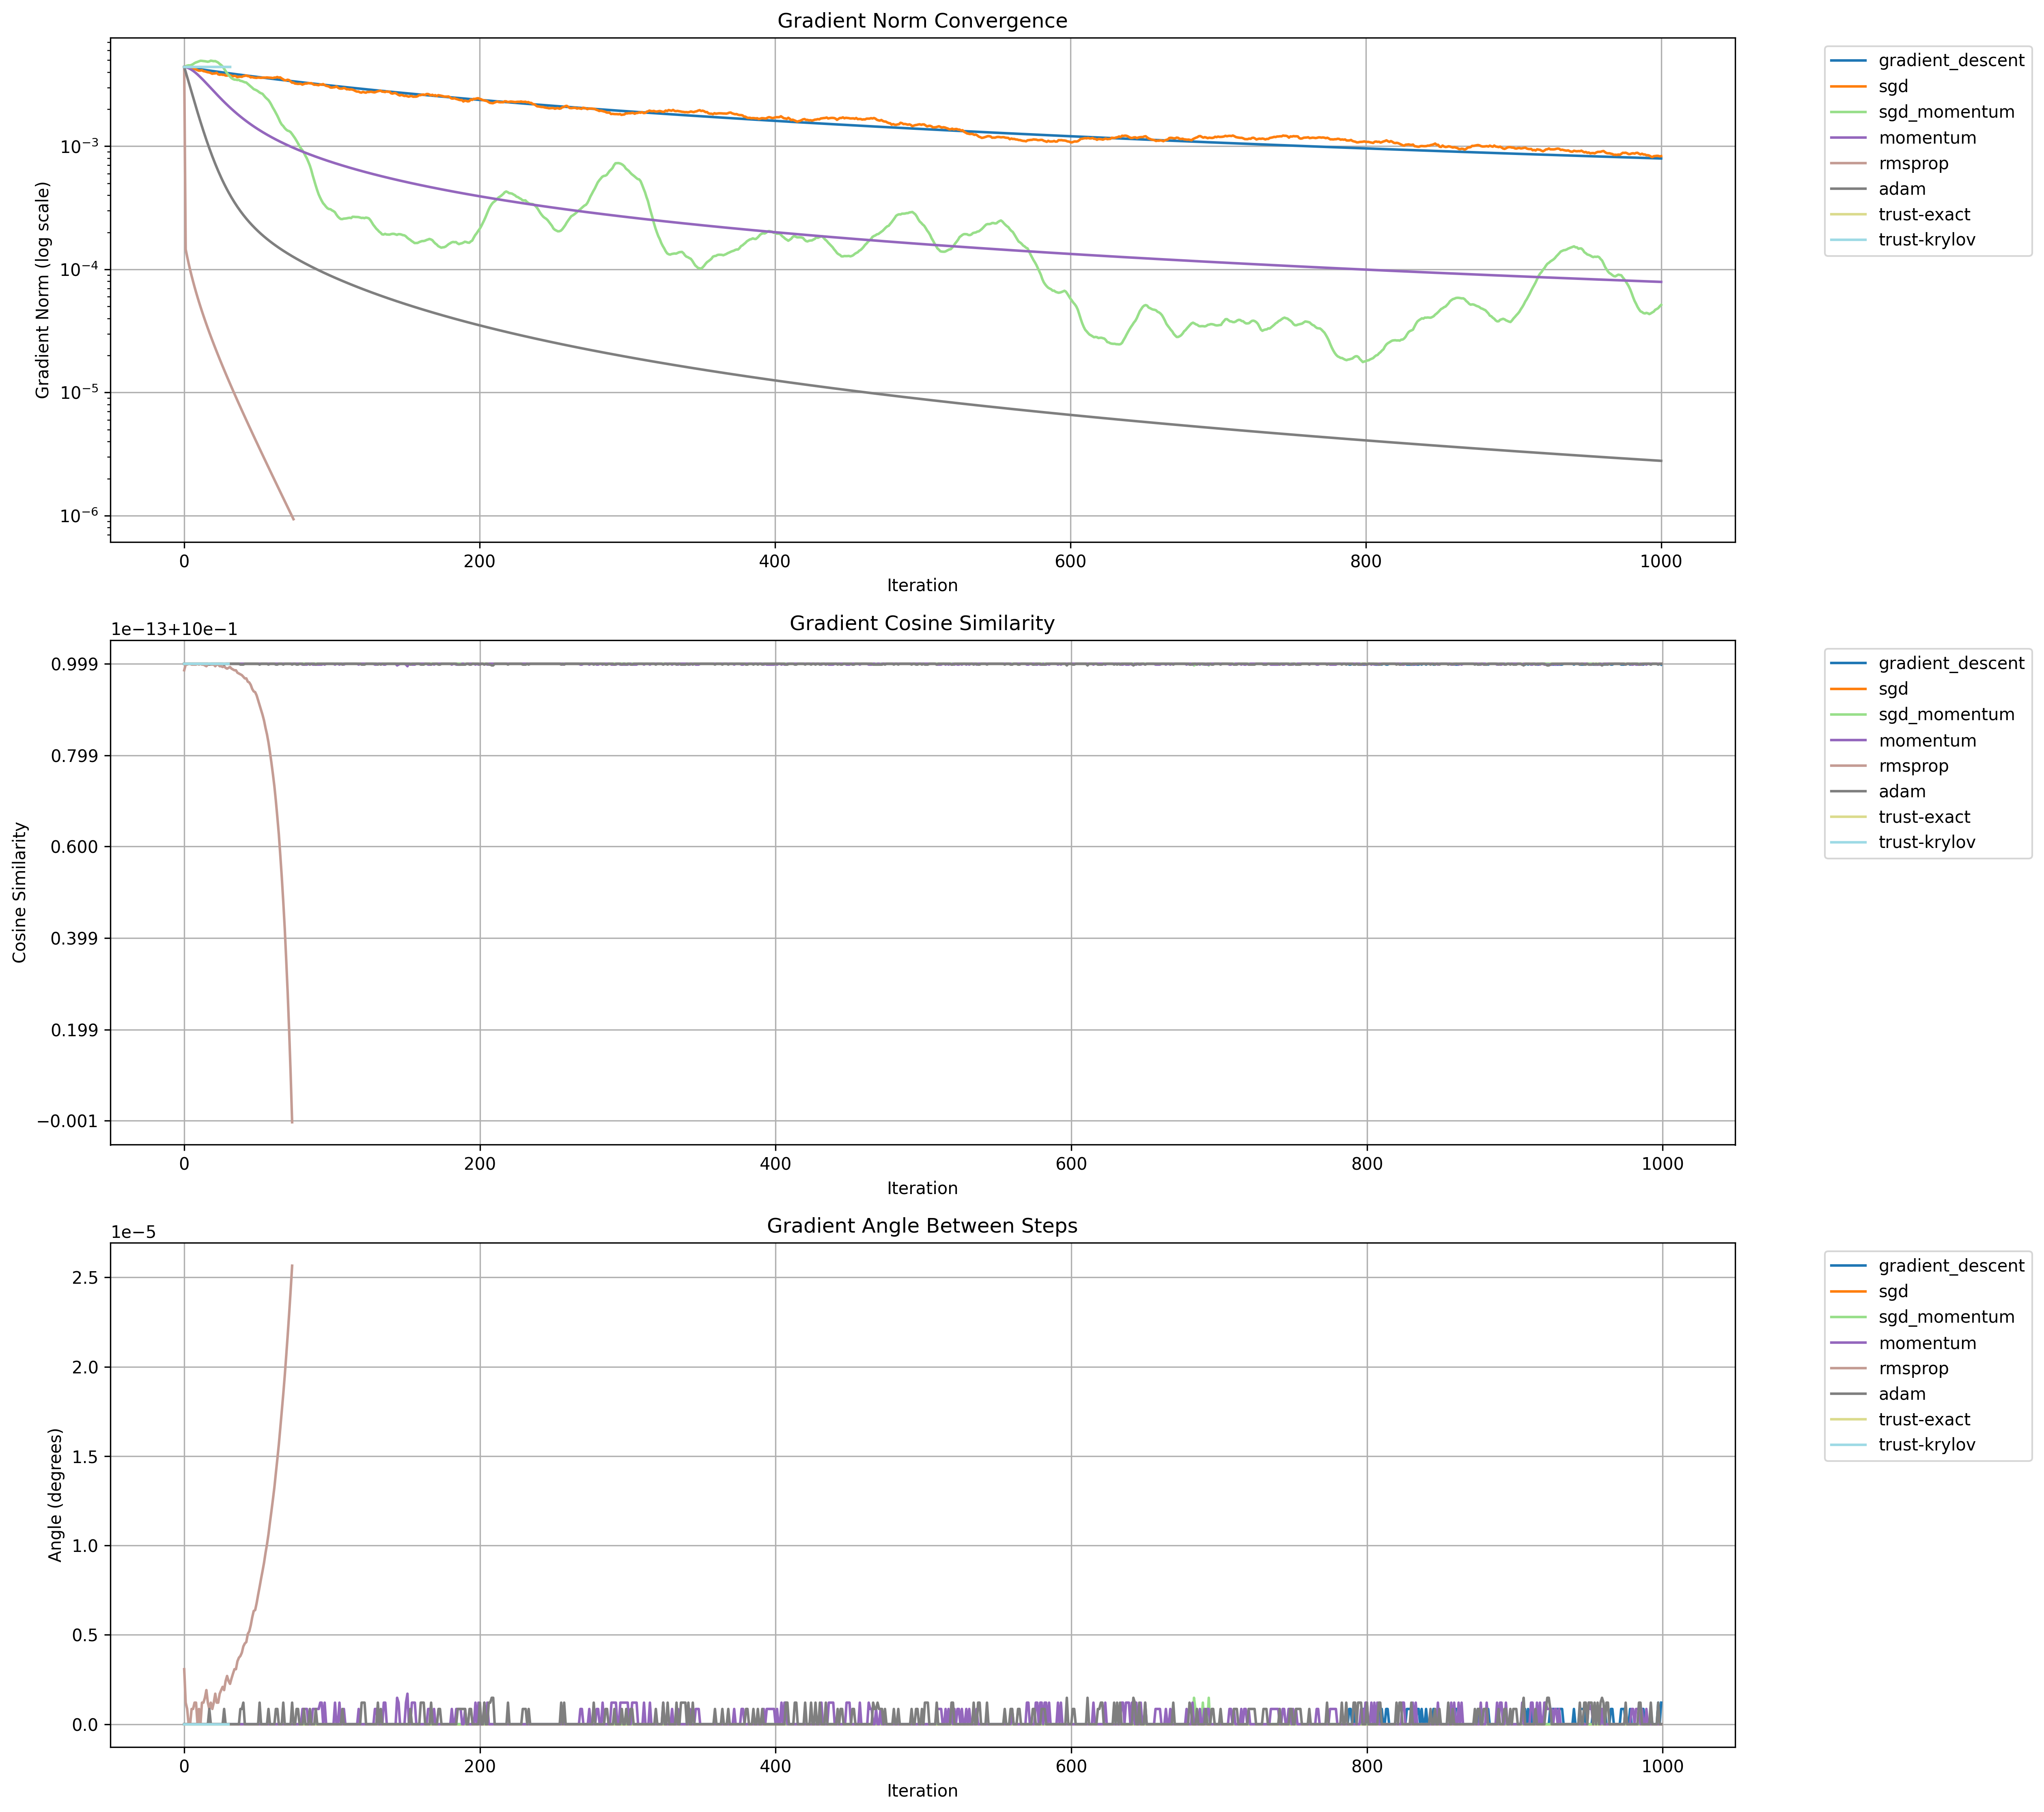 Gradient Norm Convergence
Gradient Norm (log scale)
10⁻³
10⁻⁴
10⁻⁵
10⁻⁶
0 200 400 600 800 1000
Iteration
gradient_descent
sgd
sgd_momentum
momentum
rmsprop
adam
trust-exact
trust-krylov
1e−13+10e−1
Gradient Cosine Similarity
Cosine Similarity
0.999
0.799
0.600
0.399
0.199
−0.001
0 200 400 600 800 1000
Iteration
gradient_descent
sgd
sgd_momentum
momentum
rmsprop
adam
trust-exact
trust-krylov
1e−5
Gradient Angle Between Steps
Angle (degrees)
2.5
2.0
1.5
1.0
0.5
0.0
0 200 400 600 800 1000
Iteration
gradient_descent
sgd
sgd_momentum
momentum
rmsprop
adam
trust-exact
trust-krylov